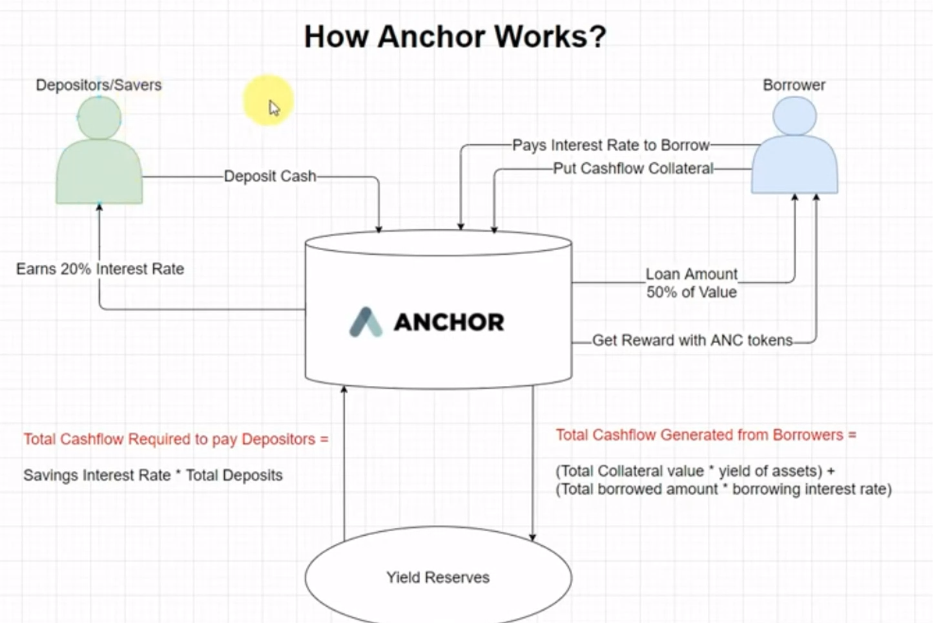 How Anchor Works?
Depositors/Savers
Borrower
Pays Interest Rate to Borrow
Put Cashflow Collateral
Deposit Cash
Earns 20% Interest Rate
Loan Amount
50% of Value
ANCHOR
Get Reward with ANC tokens
Total Cashflow Required to pay Depositors =
Savings Interest Rate * Total Deposits
Total Cashflow Generated from Borrowers =
(Total Collateral value * yield of assets) +
(Total borrowed amount * borrowing interest rate)
Yield Reserves